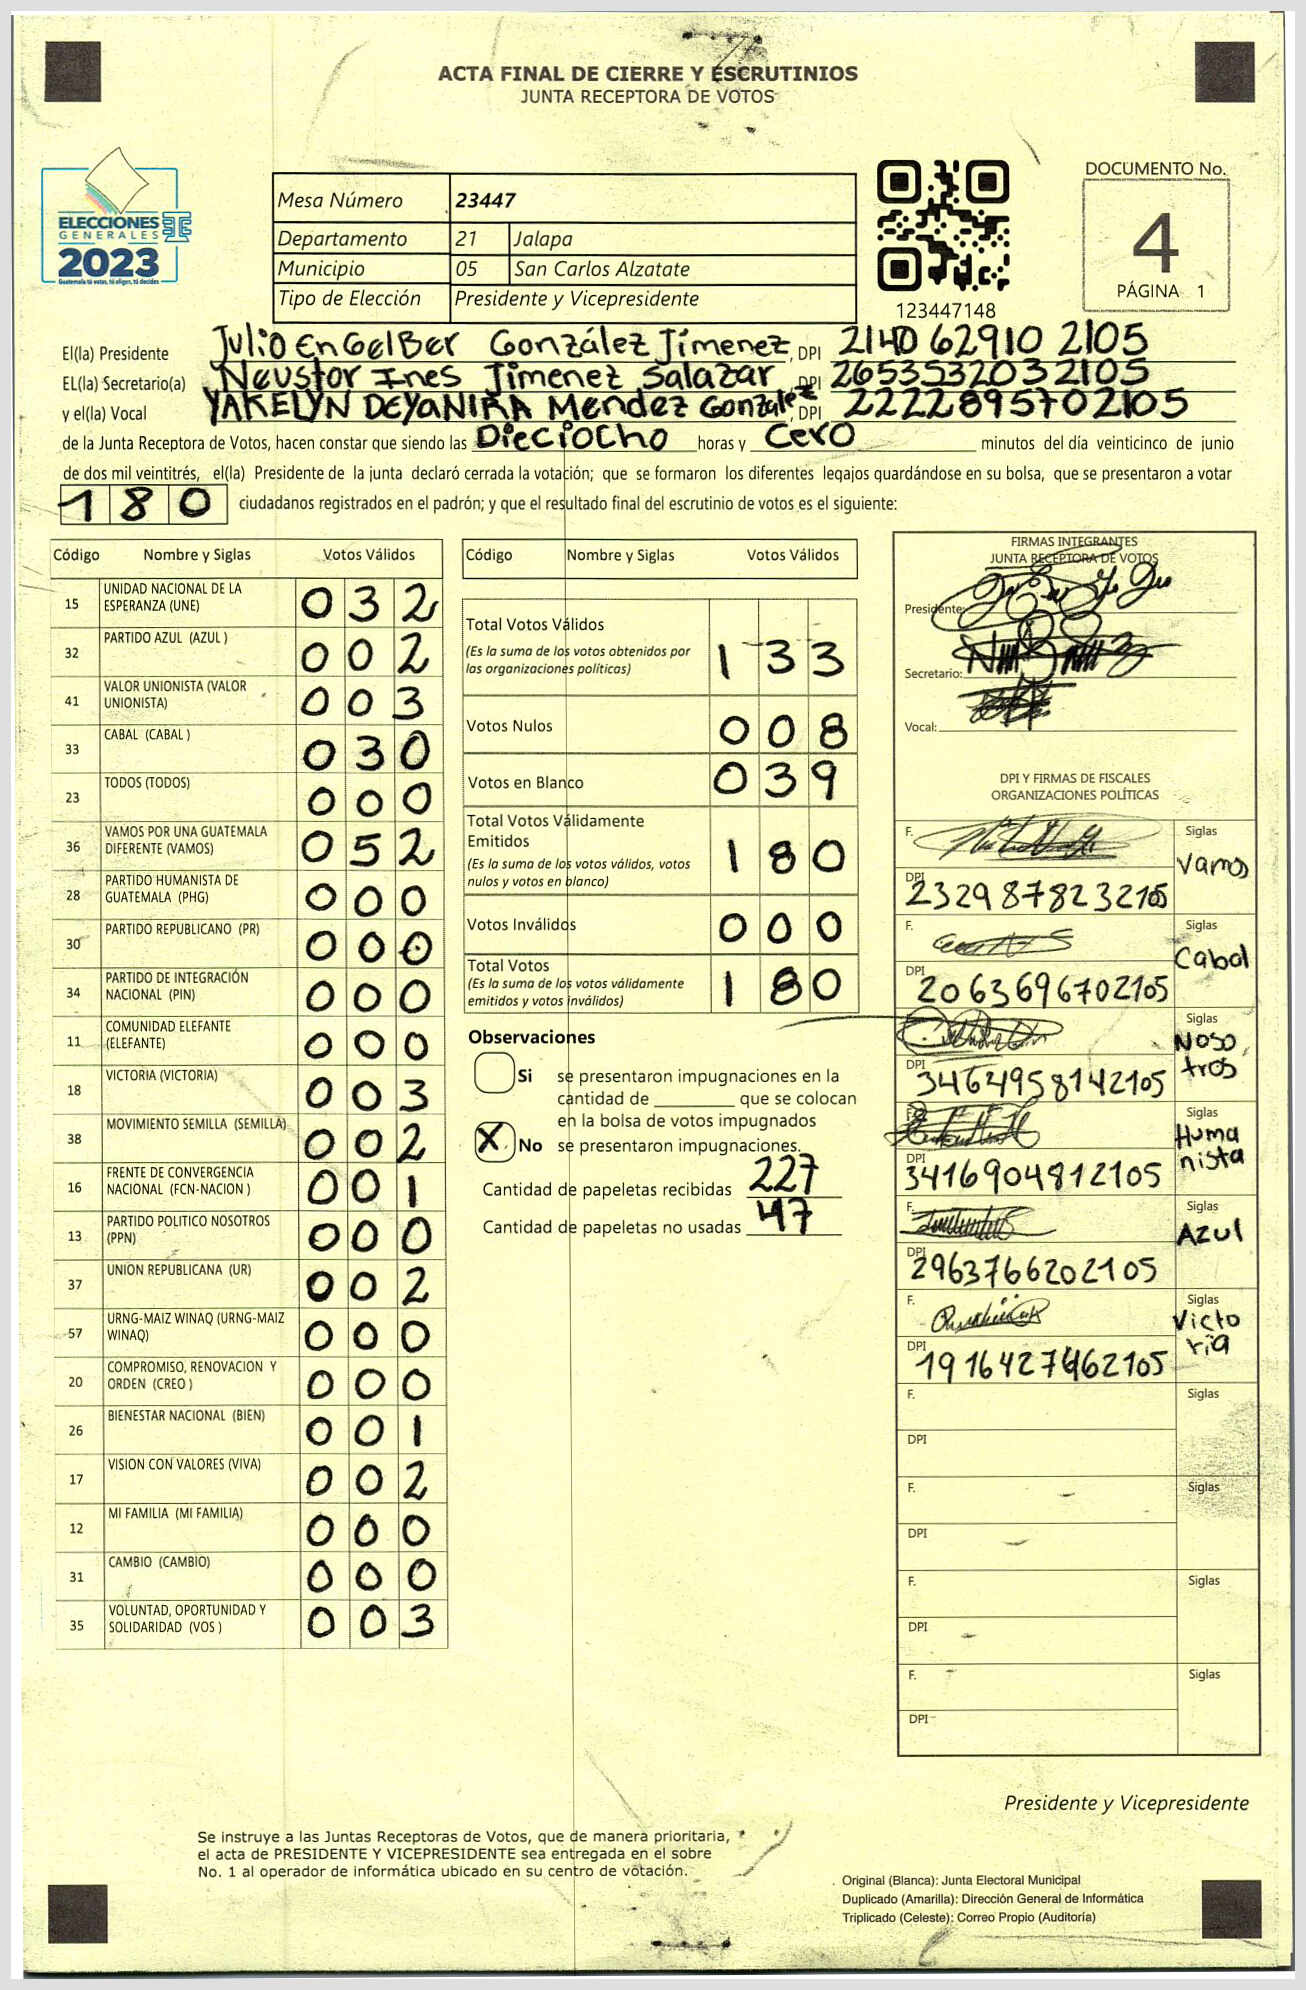 ACTA FINAL DE CIERRE Y ESCRUTINIOS
JUNTA RECEPTORA DE VOTOS
ELECCIONES
GENERALES
2023
Guatemala tú votas, tú eliges, tú decides
Mesa Número 23447
Departamento 21 Jalapa
Municipio 05 San Carlos Alzatate
Tipo de Elección Presidente y Vicepresidente
123447148
DOCUMENTO No.
4
PÁGINA 1
El(la) Presidente Julio EnGelBer González Jímenez, DPI 2140 62910 2105
EL(la) Secretario(a) Neustor Ines Jimenez Salazar, DPI 2653532032105
y el(la) Vocal YAKELYN DEYaNIRA Mendez Gonzalez, DPI 2222895702105
de la Junta Receptora de Votos, hacen constar que siendo las Dieciocho horas y Cero minutos del día veinticinco de junio
de dos mil veintitrés, el(la) Presidente de la junta declaró cerrada la votación; que se formaron los diferentes legajos guardándose en su bolsa, que se presentaron a votar
180 ciudadanos registrados en el padrón; y que el resultado final del escrutinio de votos es el siguiente:
Código Nombre y Siglas Votos Válidos
15 UNIDAD NACIONAL DE LA
ESPERANZA (UNE) 032
32 PARTIDO AZUL (AZUL ) 002
41 VALOR UNIONISTA (VALOR
UNIONISTA) 003
33 CABAL (CABAL ) 030
23 TODOS (TODOS) 000
36 VAMOS POR UNA GUATEMALA
DIFERENTE (VAMOS) 052
28 PARTIDO HUMANISTA DE
GUATEMALA (PHG) 000
30 PARTIDO REPUBLICANO (PR) 000
34 PARTIDO DE INTEGRACIÓN
NACIONAL (PIN) 000
11 COMUNIDAD ELEFANTE
(ELEFANTE) 000
18 VICTORIA (VICTORIA) 003
38 MOVIMIENTO SEMILLA (SEMILLA) 002
16 FRENTE DE CONVERGENCIA
NACIONAL (FCN-NACION ) 001
13 PARTIDO POLITICO NOSOTROS
(PPN) 000
37 UNION REPUBLICANA (UR) 002
57 URNG-MAIZ WINAQ (URNG-MAIZ
WINAQ) 000
20 COMPROMISO, RENOVACION Y
ORDEN (CREO ) 000
26 BIENESTAR NACIONAL (BIEN) 001
17 VISION CON VALORES (VIVA) 002
12 MI FAMILIA (MI FAMILIA) 000
31 CAMBIO (CAMBIO) 000
35 VOLUNTAD, OPORTUNIDAD Y
SOLIDARIDAD (VOS ) 003
Código Nombre y Siglas Votos Válidos
Total Votos Válidos
(Es la suma de los votos obtenidos por
las organizaciones políticas) 133
Votos Nulos 008
Votos en Blanco 039
Total Votos Válidamente
Emitidos
(Es la suma de los votos válidos, votos
nulos y votos en blanco) 180
Votos Inválidos 000
Total Votos
(Es la suma de los votos válidamente
emitidos y votos inválidos) 180
Observaciones
Si se presentaron impugnaciones en la
cantidad de ________ que se colocan
en la bolsa de votos impugnados
X No se presentaron impugnaciones.
Cantidad de papeletas recibidas 227
Cantidad de papeletas no usadas 47
FIRMAS INTEGRANTES
JUNTA RECEPTORA DE VOTOS
Presidente:
Secretario:
Vocal:
DPI Y FIRMAS DE FISCALES
ORGANIZACIONES POLÍTICAS
F. Siglas
Vamos
DPI 2329878232105
F. Siglas
Cabal
DPI 2063696702105
Siglas
Noso
tros
DPI 3464958142105
F. Siglas
Huma
nista
DPI 3416904812105
F. Siglas
Azul
DPI 2963766202105
F. Siglas
Victo
ria
DPI
F. Siglas
DPI
F. Siglas
DPI
F. Siglas
DPI
F. Siglas
DPI
Presidente y Vicepresidente
Se instruye a las Juntas Receptoras de Votos, que de manera prioritaria,
el acta de PRESIDENTE Y VICEPRESIDENTE sea entregada en el sobre
No. 1 al operador de informática ubicado en su centro de votación.
Original (Blanca): Junta Electoral Municipal
Duplicado (Amarilla): Dirección General de Informática
Triplicado (Celeste): Correo Propio (Auditoría)